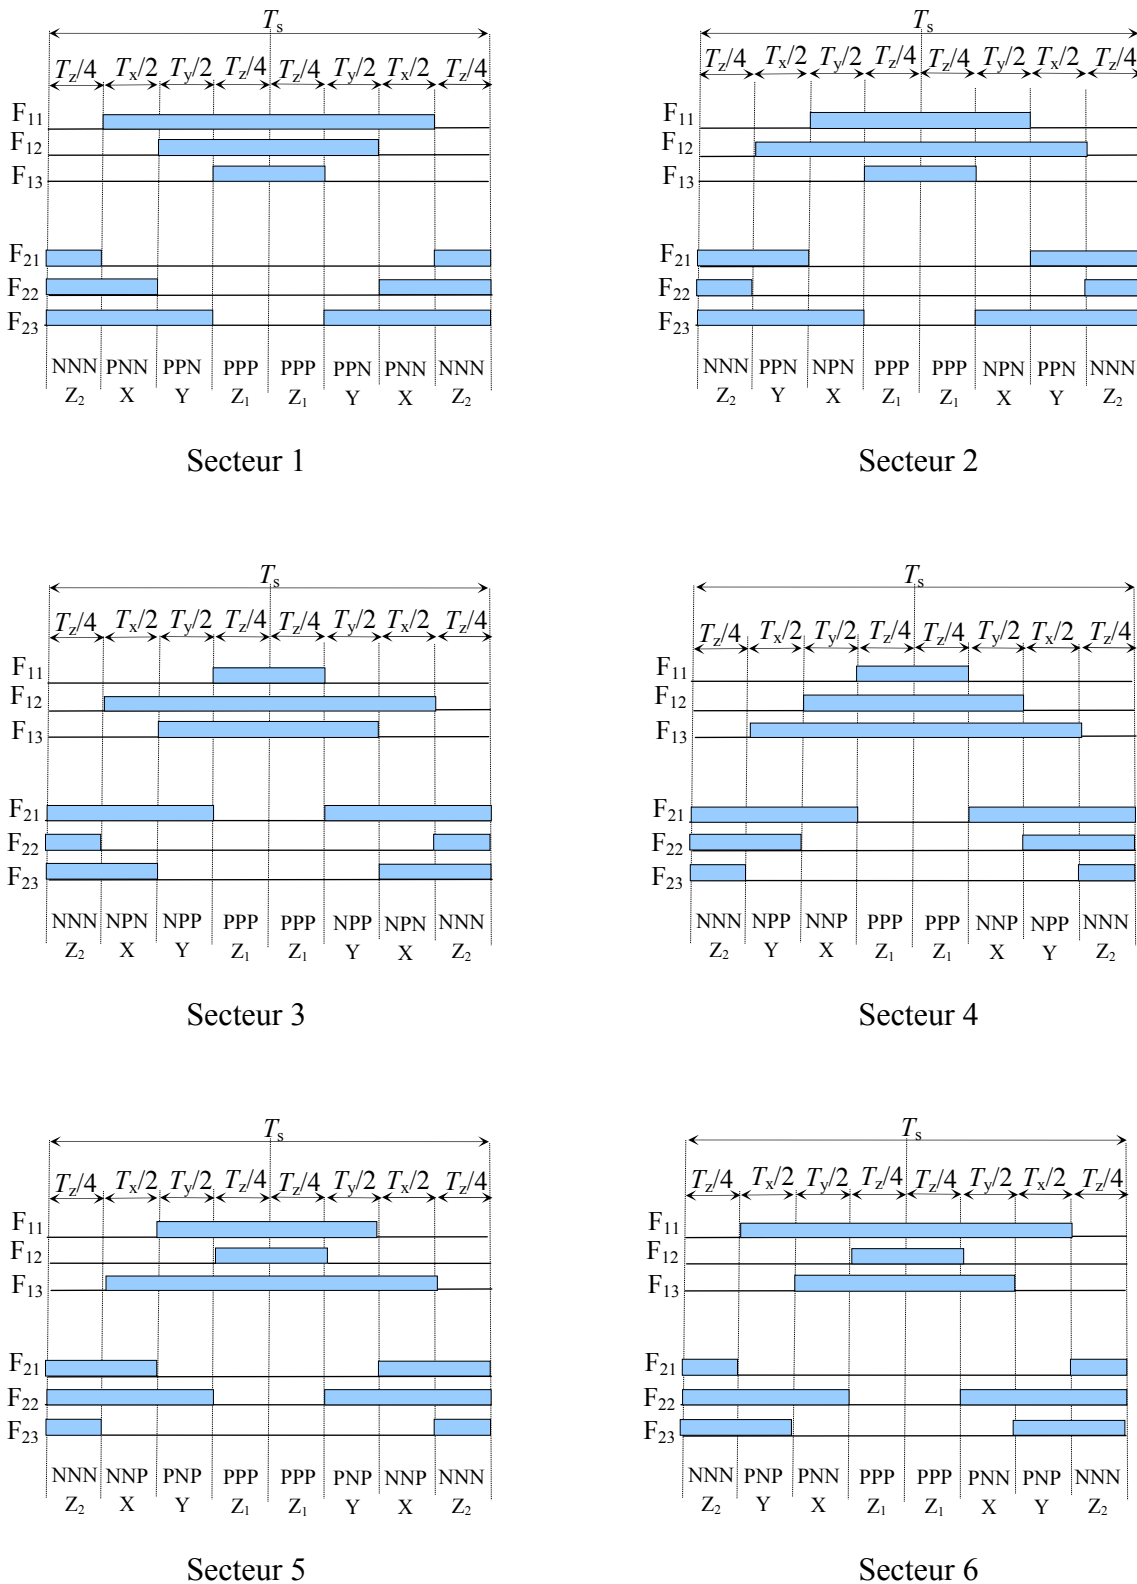 Ts Ts
Tz/4 Tx/2 Ty/2 Tz/4 Tz/4 Ty/2 Tx/2 Tz/4 Tz/4 Tx/2 Ty/2 Tz/4 Tz/4 Ty/2 Tx/2 Tz/4
F11 F11
F12 F12
F13 F13
F21 F21
F22 F22
F23 F23
NNN PNN PPN PPP PPP PPN PNN NNN NNN PPN NPN PPP PPP NPN PPN NNN
Z2 X Y Z1 Z1 Y X Z2 Z2 Y X Z1 Z1 X Y Z2
Secteur 1 Secteur 2
Ts Ts
Tz/4 Tx/2 Ty/2 Tz/4 Tz/4 Ty/2 Tx/2 Tz/4 Tz/4 Tx/2 Ty/2 Tz/4 Tz/4 Ty/2 Tx/2 Tz/4
F11 F11
F12 F12
F13 F13
F21 F21
F22 F22
F23 F23
NNN NPN NPP PPP PPP NPP NPN NNN NNN NPP NNP PPP PPP NNP NPP NNN
Z2 X Y Z1 Z1 Y X Z2 Z2 Y X Z1 Z1 X Y Z2
Secteur 3 Secteur 4
Ts Ts
Tz/4 Tx/2 Ty/2 Tz/4 Tz/4 Ty/2 Tx/2 Tz/4 Tz/4 Tx/2 Ty/2 Tz/4 Tz/4 Ty/2 Tx/2 Tz/4
F11 F11
F12 F12
F13 F13
F21 F21
F22 F22
F23 F23
NNN NNP PNP PPP PPP PNP NNP NNN NNN PNP PNN PPP PPP PNN PNP NNN
Z2 X Y Z1 Z1 Y X Z2 Z2 Y X Z1 Z1 X Y Z2
Secteur 5 Secteur 6